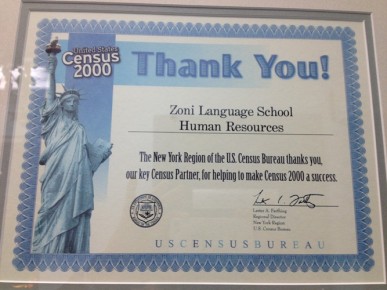 United States
Census
2000
Thank You!
Zoni Language School
Human Resources
The New York Region of the U.S. Census Bureau thanks you,
our key Census Partner, for helping to make Census 2000 a success.
Regional Director
New York Region
U.S. Census Bureau
USCENSUSBUREAU